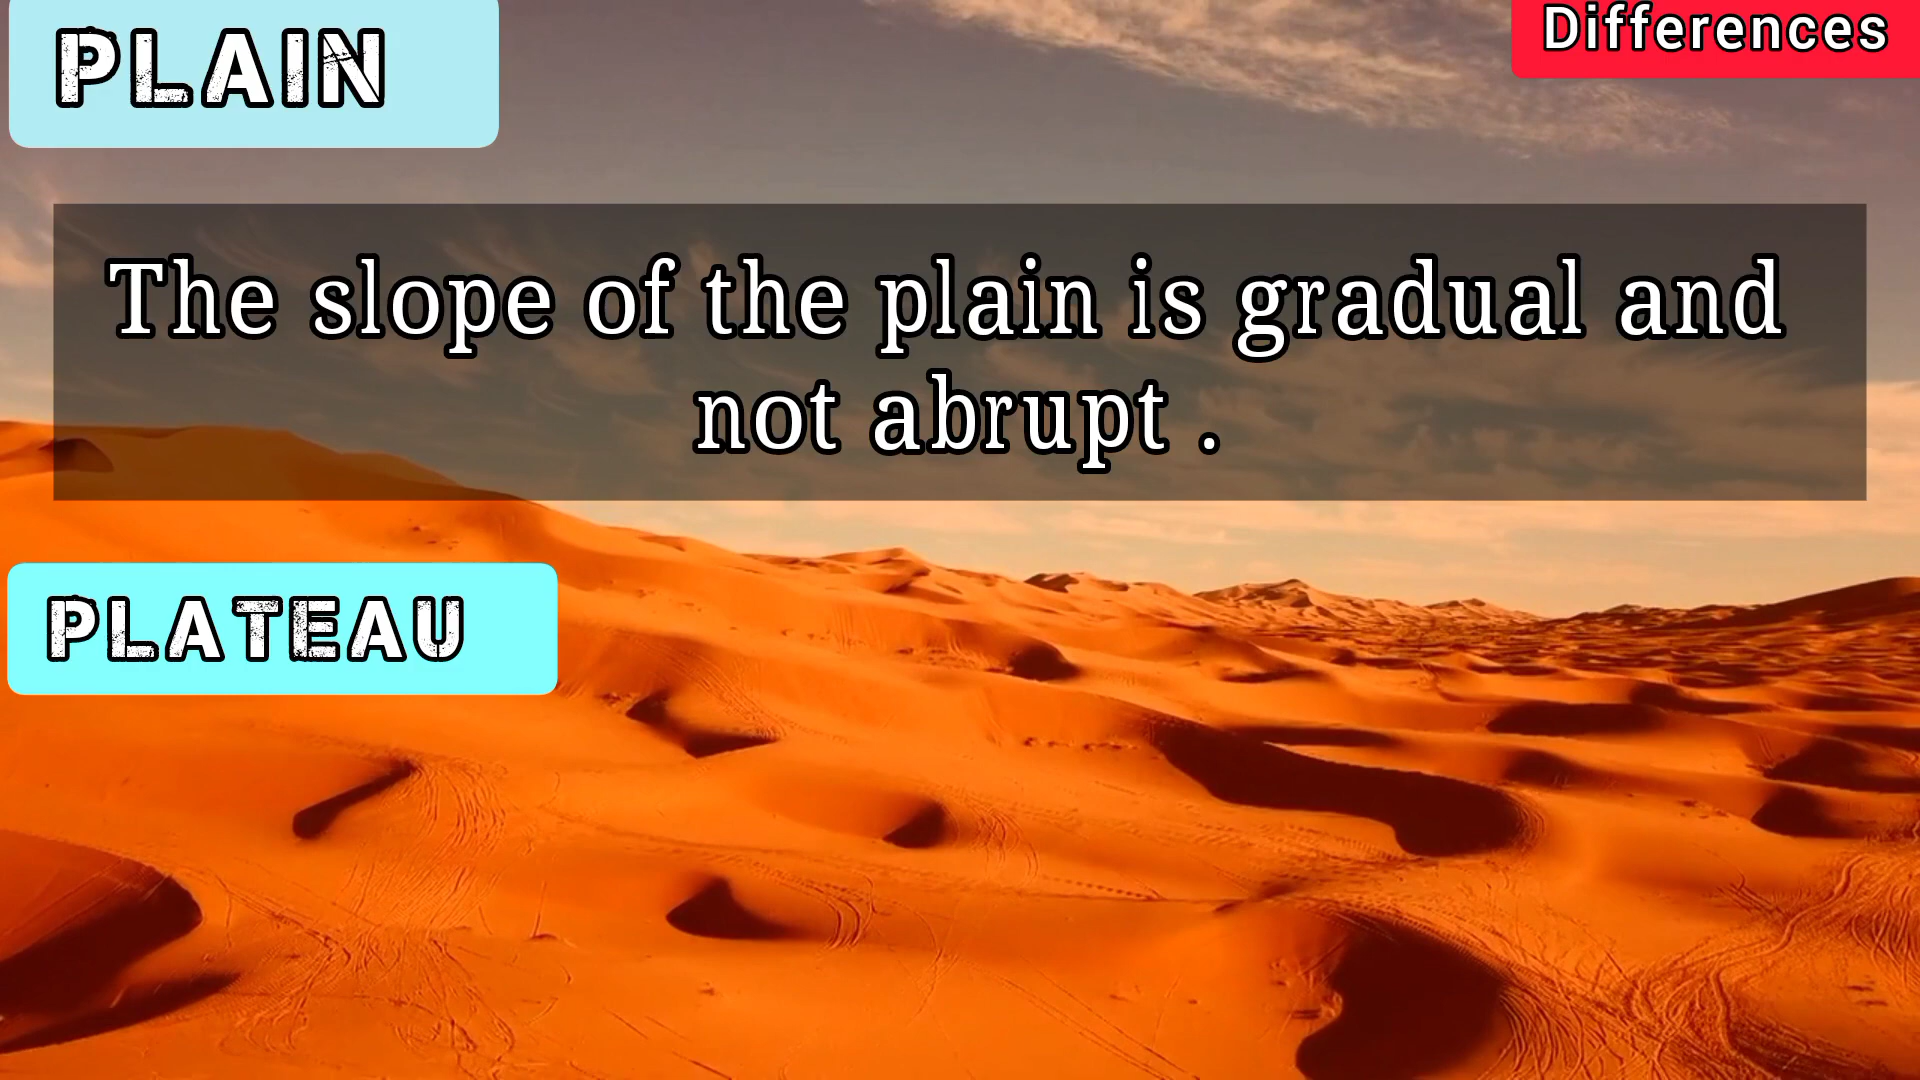 PLAIN
Differences
The slope of the plain is gradual and
not abrupt .
PLATEAU